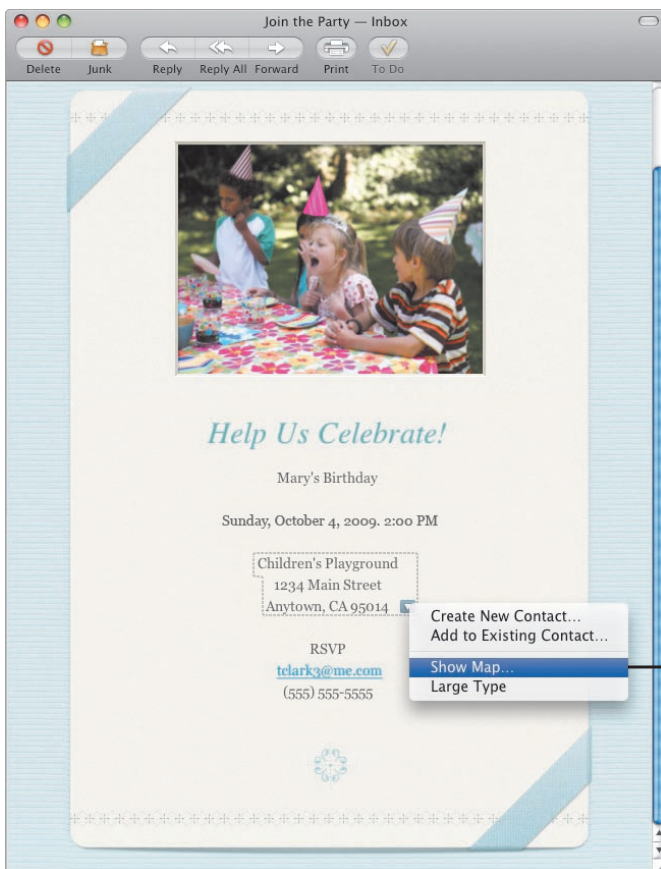 Join the Party — Inbox
Delete Junk Reply Reply All Forward Print To Do
Help Us Celebrate!
Mary's Birthday
Sunday, October 4, 2009. 2:00 PM
Children's Playground
1234 Main Street
Anytown, CA 95014
Create New Contact...
Add to Existing Contact...
Show Map...
Large Type
RSVP
tclark3@me.com
(555) 555-5555